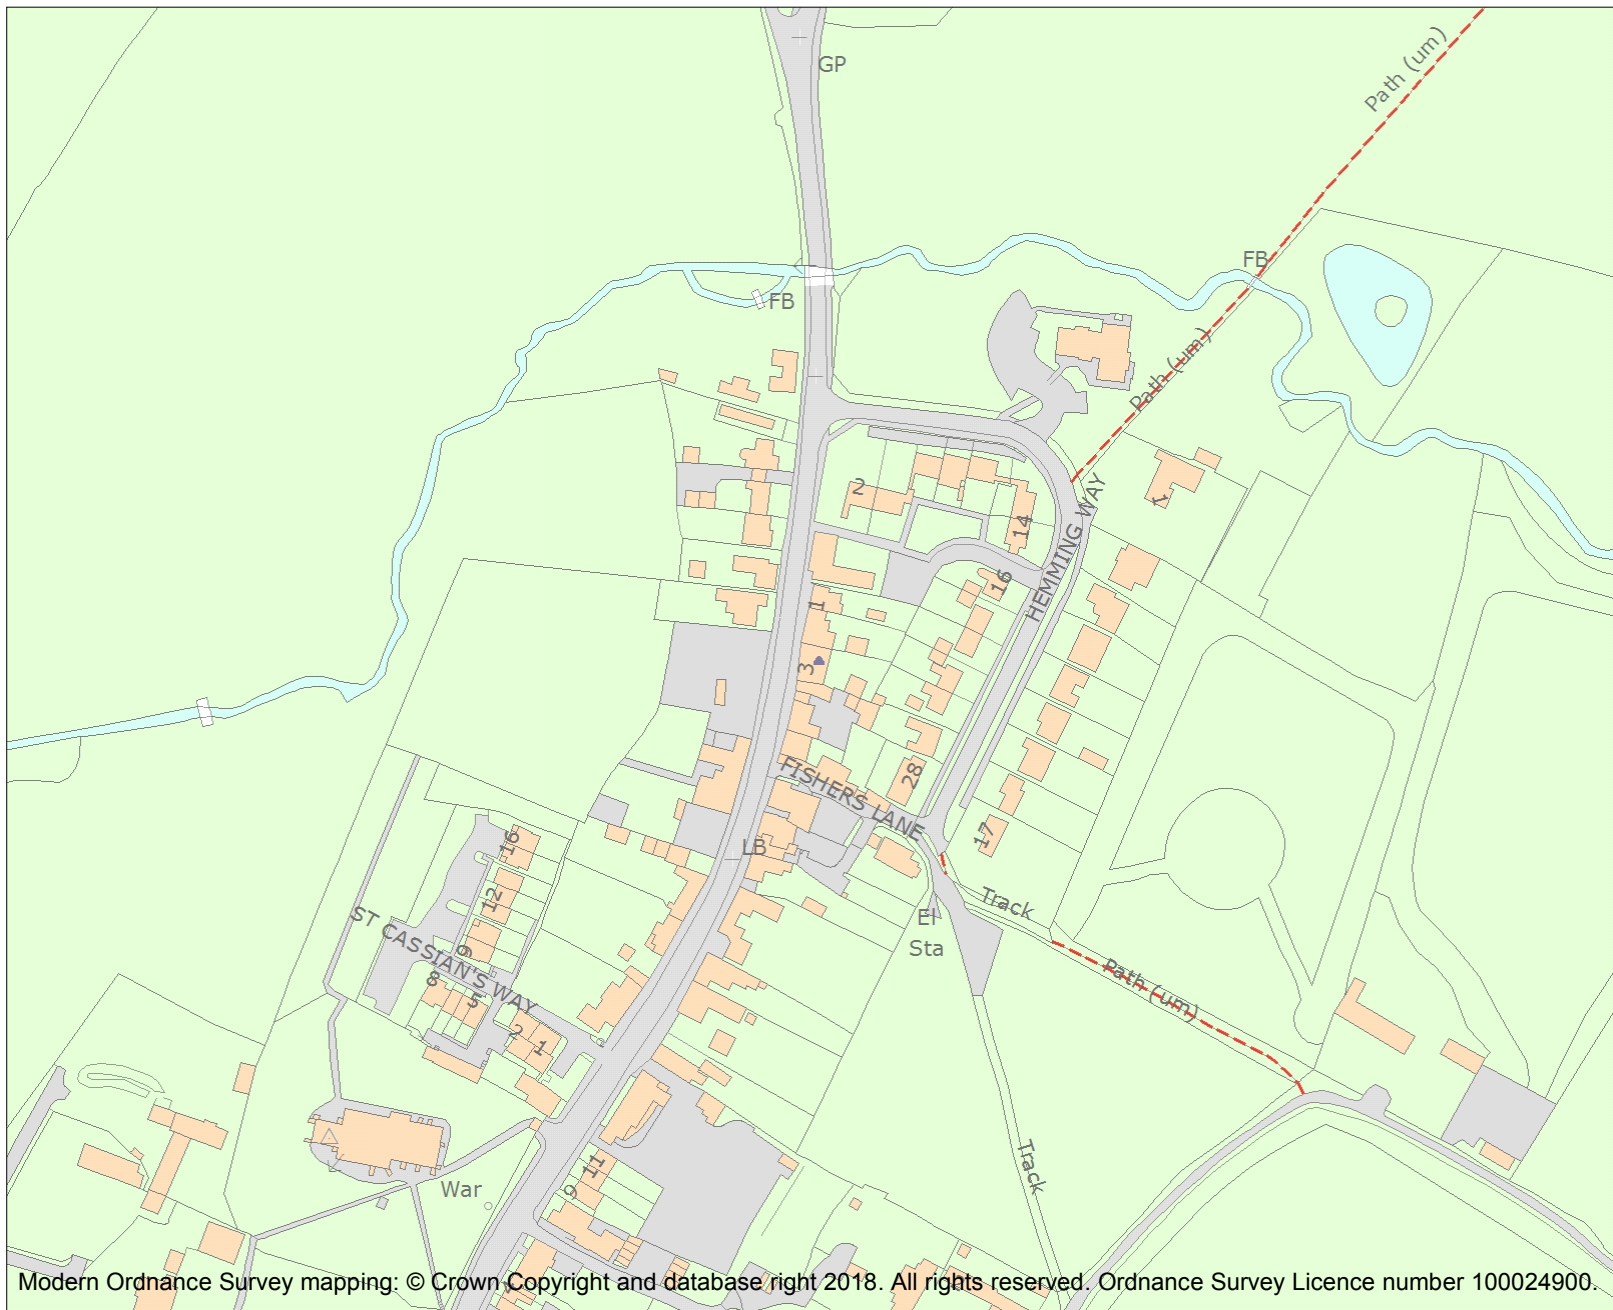 Path (um)
GP
FB
FB
Path (um)
2
1
14
HEMMING WAY
16
1
3
FISHERS LANE
28
17
LB
16
12
ST CASSIAN'S WAY
9
8
5
2
1
Track
El
Sta
Path (um)
Track
War
11
9
Modern Ordnance Survey mapping: © Crown Copyright and database right 2018. All rights reserved. Ordnance Survey Licence number 100024900.